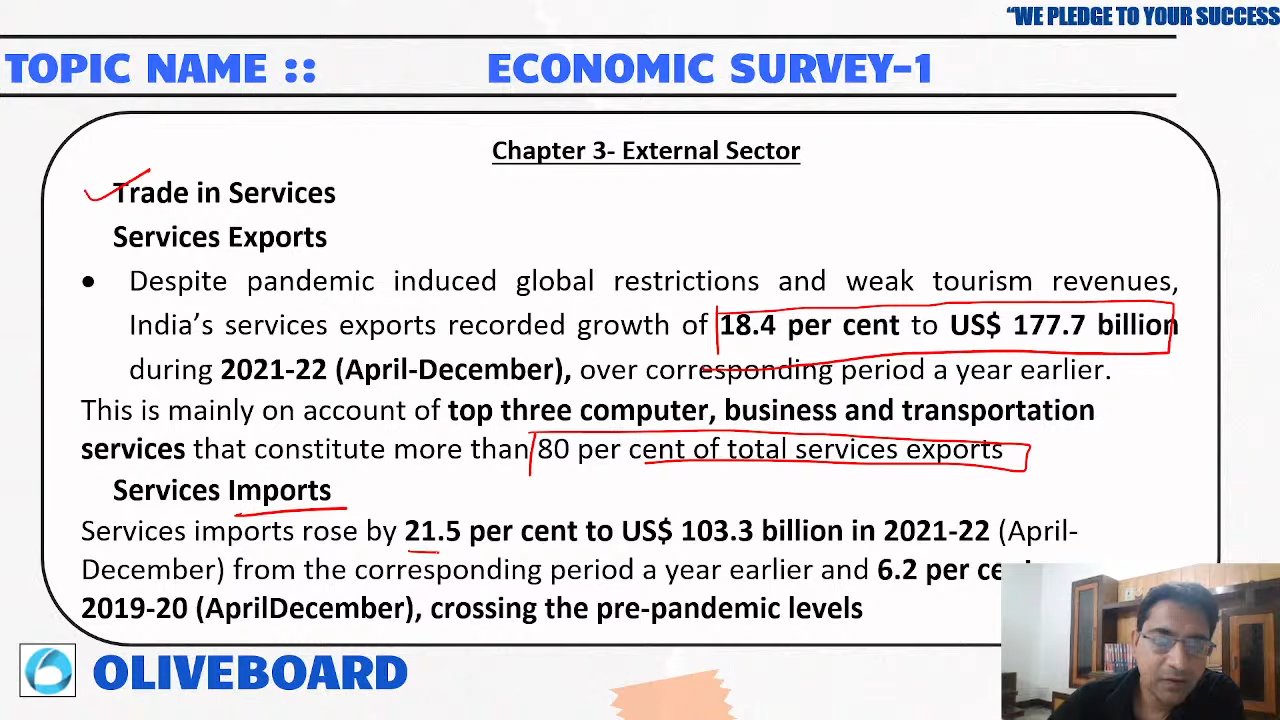 “WE PLEDGE TO YOUR SUCCESS
TOPIC NAME :: ECONOMIC SURVEY-1
Chapter 3- External Sector
Trade in Services
Services Exports
• Despite pandemic induced global restrictions and weak tourism revenues,
India’s services exports recorded growth of 18.4 per cent to US$ 177.7 billion
during 2021-22 (April-December), over corresponding period a year earlier.
This is mainly on account of top three computer, business and transportation
services that constitute more than 80 per cent of total services exports
Services Imports
Services imports rose by 21.5 per cent to US$ 103.3 billion in 2021-22 (April-
December) from the corresponding period a year earlier and 6.2 per
2019-20 (AprilDecember), crossing the pre-pandemic levels
OLIVEBOARD